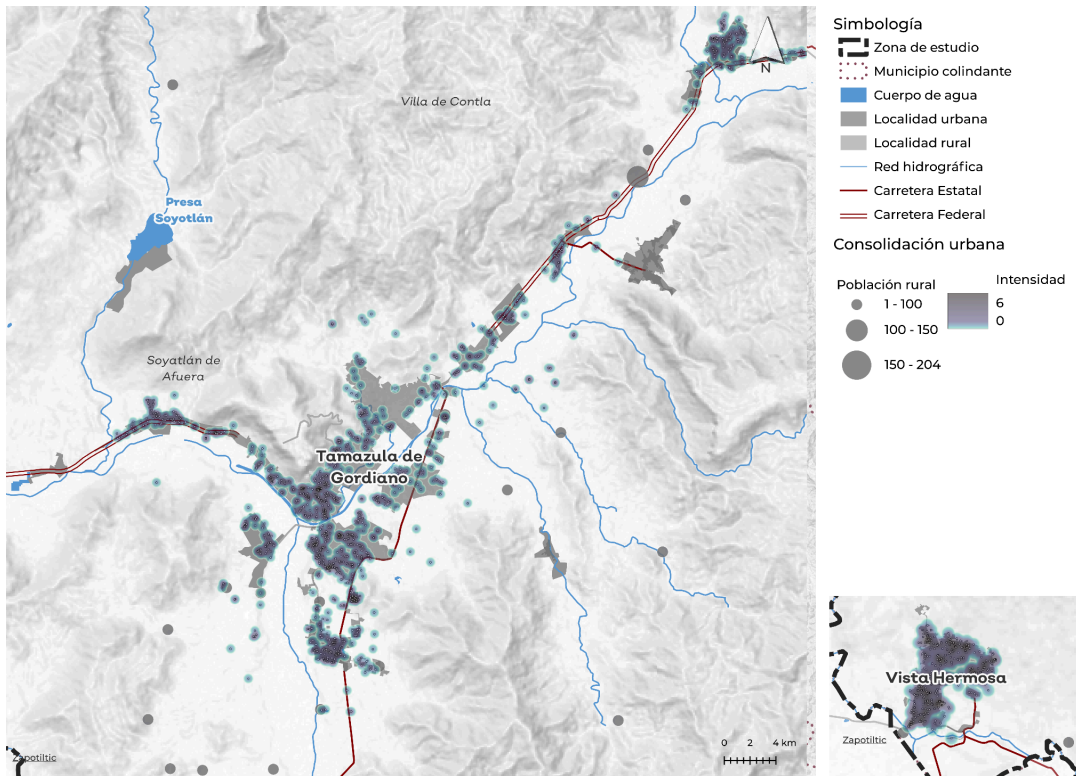 Villa de Contla
Presa
Soyotlán
Soyatlán de
Afuera
Tamazula de
Gordiano
Zapotiltic
N
0 2 4 km
Simbología
Zona de estudio
Municipio colindante
Cuerpo de agua
Localidad urbana
Localidad rural
Red hidrográfica
Carretera Estatal
Carretera Federal
Consolidación urbana
Población rural
1 - 100
100 - 150
150 - 204
Intensidad
6
0
Vista Hermosa
Zapotiltic